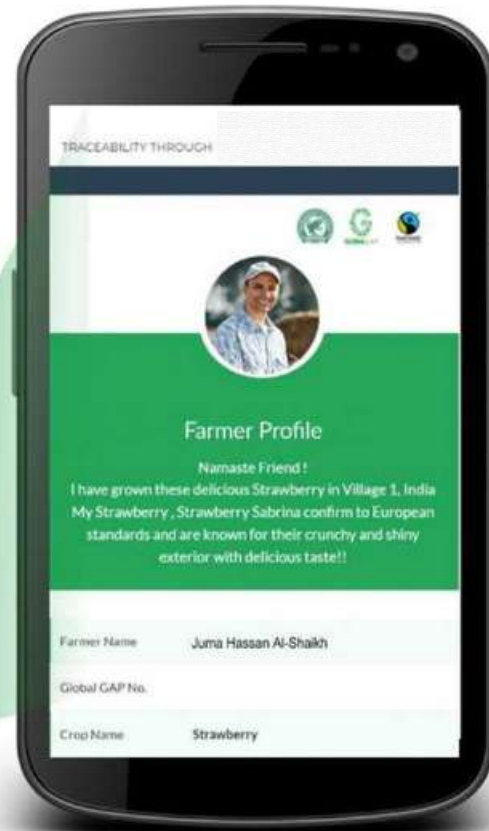 TRACEABILITY THROUGH
GLOBALG.A.P.
FAIRTRADE
Farmer Profile
Namaste Friend !
I have grown these delicious Strawberry in Village 1, India
My Strawberry , Strawberry Sabrina confirm to European
standards and are known for their crunchy and shiny
exterior with delicious taste!!
Farmer Name Juma Hassan Al-Shaikh
Global GAP No.
Crop Name Strawberry